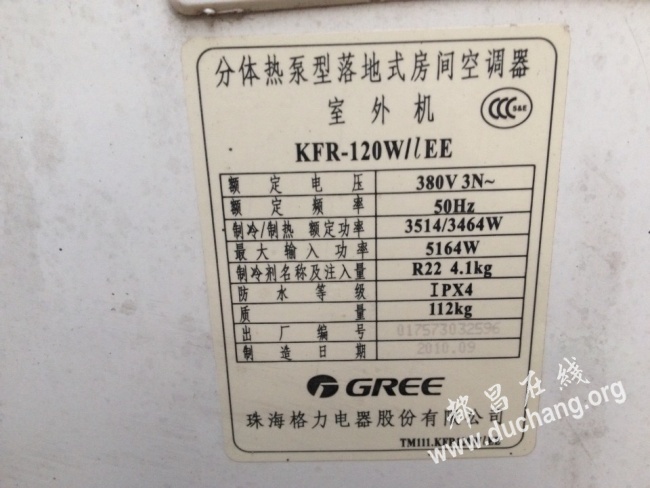 分体热泵型落地式房间空调器
室外机
CCC S&E
KFR-120W/lEE
额定电压 380V 3N~
额定频率 50Hz
制冷/制热 额定功率 3514/3464W
最大输入功率 5164W
制冷剂名称及注入量 R22 4.1kg
防水等级 IPX4
质量 112kg
出厂编号 017573032596
制造日期 2010.09
GREE
珠海格力电器股份有限公司
都昌在线
www.duchang.org